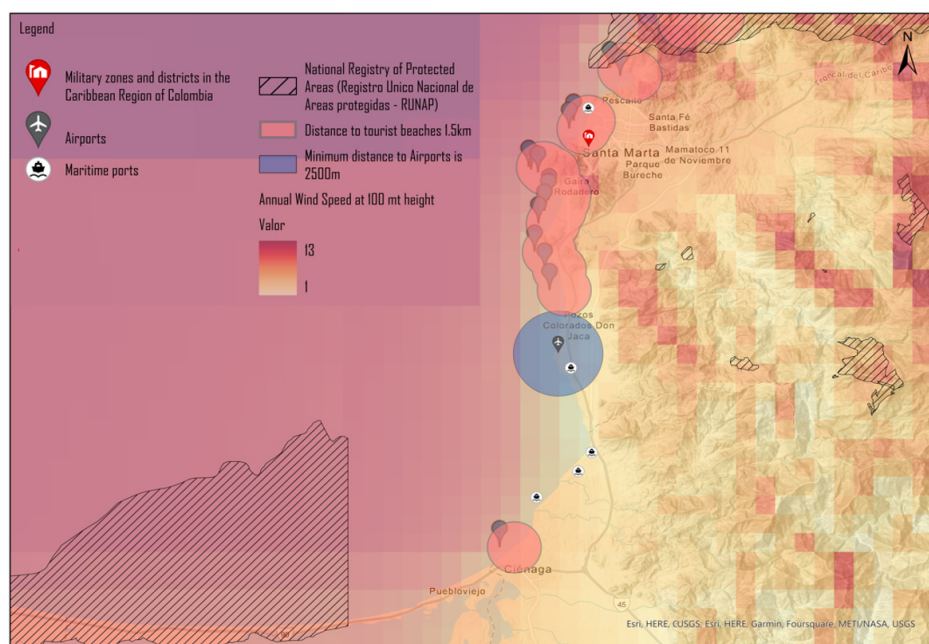 Legend
Military zones and districts in the
Caribbean Region of Colombia
Airports
Maritime ports
National Registry of Protected
Areas (Registro Unico Nacional de
Areas protegidas - RUNAP)
Distance to tourist beaches 1.5km
Minimum distance to Airports is
2500m
Annual Wind Speed at 100 mt height
Valor
13
1
N
Troncal del Caribe
Pescaito
Santa Fé
Bastidas
Santa Marta
Mamatoco 11
de Noviembre
Parque
Bureche
Gaira
Rodadero
Pozos
Colorados Don
Jaca
Ciénaga
Puebloviejo
90
45
Esri, HERE, CGSGS, Esri, HERE, Garmin, Foursquare, METI/NASA, USGS